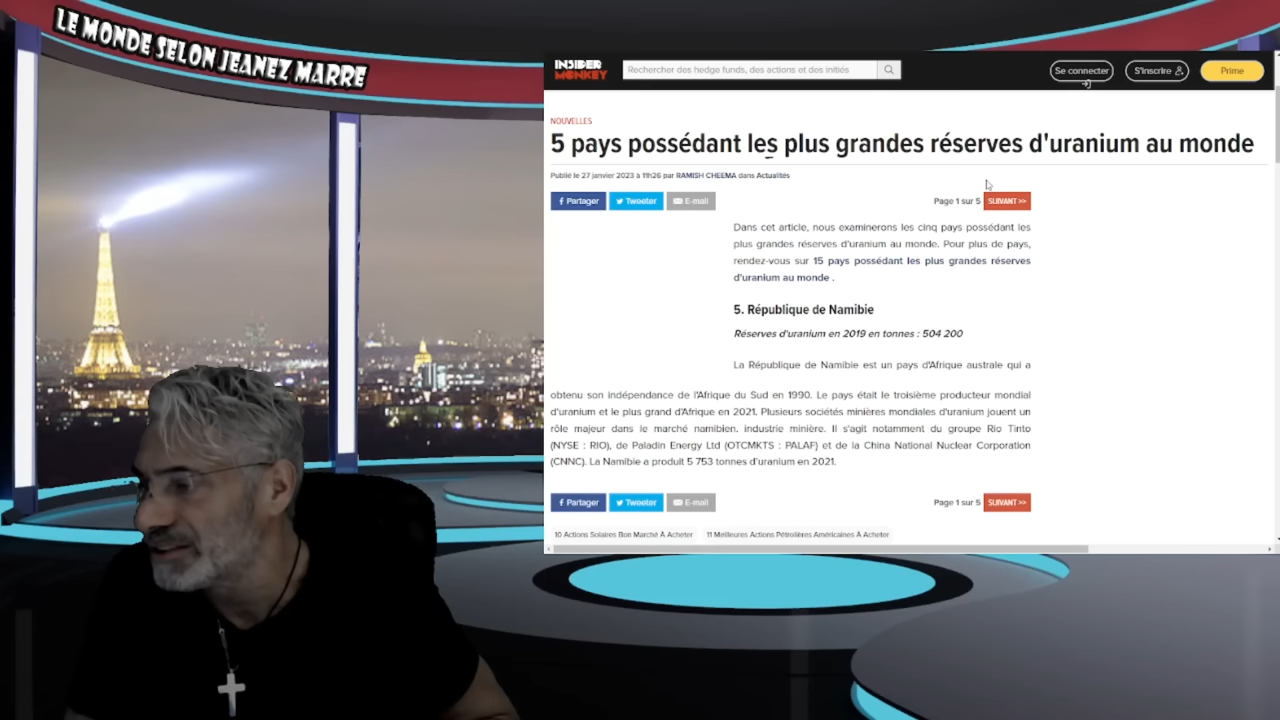 LE MONDE SELON JEANEZ MARRE
INSIDER
MONKEY
Rechercher des hedge funds, des actions et des initiés
Se connecter
S'inscrire
Prime
NOUVELLES
5 pays possédant les plus grandes réserves d'uranium au monde
Publié le 27 janvier 2023 à 11h26 par RAMISH CHEEMA dans Actualités
Partager
Tweeter
E-mail
Page 1 sur 5
SUIVANT >>
Dans cet article, nous examinerons les cinq pays possédant les
plus grandes réserves d'uranium au monde. Pour plus de pays,
rendez-vous sur 15 pays possédant les plus grandes réserves
d'uranium au monde .
5. République de Namibie
Réserves d'uranium en 2019 en tonnes : 504 200
La République de Namibie est un pays d'Afrique australe qui a
obtenu son indépendance de l'Afrique du Sud en 1990. Le pays était le troisième producteur mondial
d'uranium et le plus grand d'Afrique en 2021. Plusieurs sociétés minières mondiales d'uranium jouent un
rôle majeur dans le marché namibien. industrie minière. Il s'agit notamment du groupe Rio Tinto
(NYSE : RIO), de Paladin Energy Ltd (OTCMKTS : PALAF) et de la China National Nuclear Corporation
(CNNC). La Namibie a produit 5 753 tonnes d'uranium en 2021.
Partager
Tweeter
E-mail
Page 1 sur 5
SUIVANT >>
10 Actions Solaires Bon Marché À Acheter
11 Meilleures Actions Pétrolières Américaines À Acheter